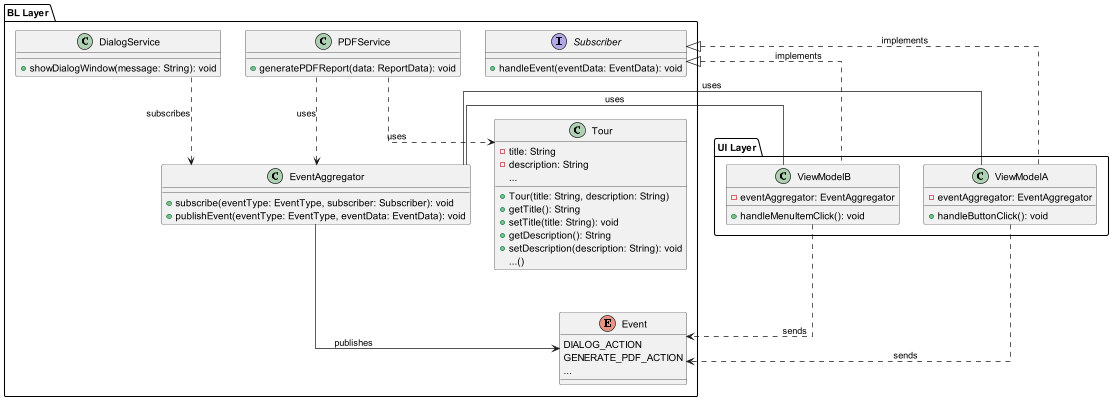 BL Layer
C DialogService
showDialogWindow(message: String): void
C PDFService
generatePDFReport(data: ReportData): void
I Subscriber
handleEvent(eventData: EventData): void
implements
implements
uses
uses
subscribes
uses
uses
C Tour
title: String
description: String
...
Tour(title: String, description: String)
getTitle(): String
setTitle(title: String): void
getDescription(): String
setDescription(description: String): void
...()
C EventAggregator
subscribe(eventType: EventType, subscriber: Subscriber): void
publishEvent(eventType: EventType, eventData: EventData): void
UI Layer
C ViewModelB
eventAggregator: EventAggregator
handleMenuItemClick(): void
C ViewModelA
eventAggregator: EventAggregator
handleButtonClick(): void
E Event
DIALOG_ACTION
GENERATE_PDF_ACTION
...
publishes
sends
sends